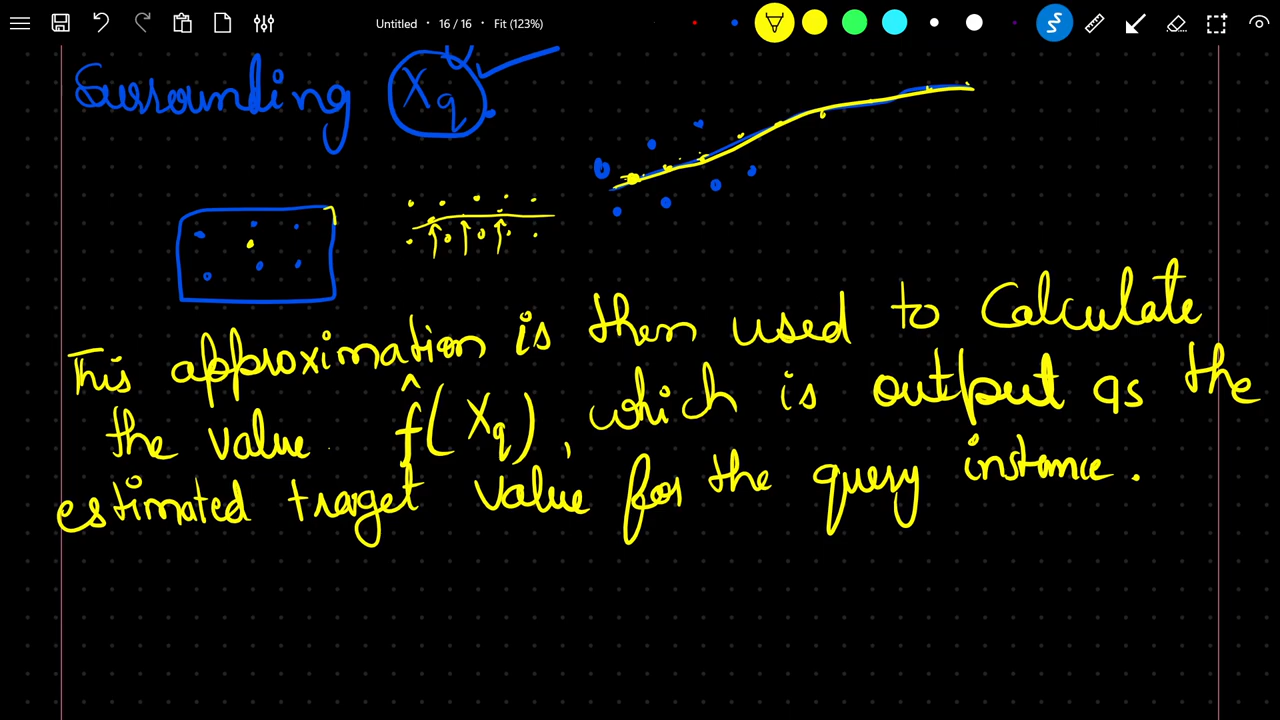 Untitled • 16 / 16 • Fit (123%)
Surrounding Xq
This approximation is then used to Calculate
the value f̂(Xq), which is output as the
estimated traget value for the query instance.